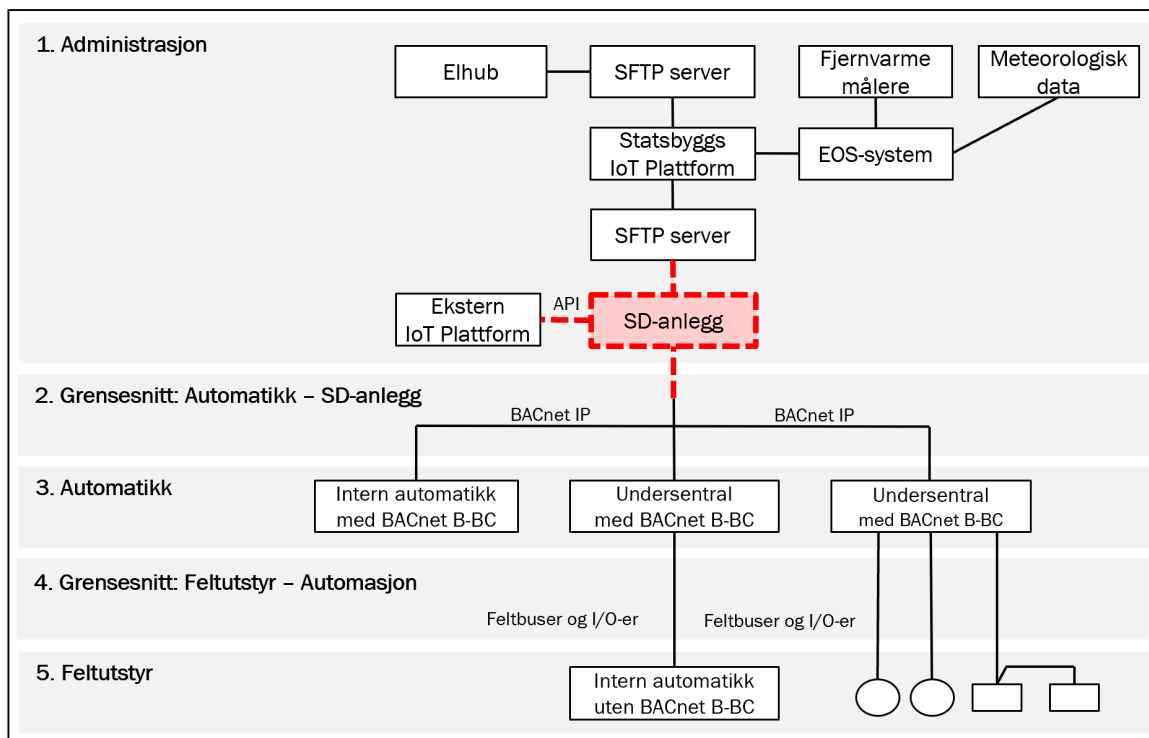 1. Administrasjon
Elhub
SFTP server
Fjernvarme
målere
Meteorologisk
data
Statsbyggs
IoT Plattform
EOS-system
SFTP server
Ekstern
IoT Plattform
API
SD-anlegg
2. Grensesnitt: Automatikk – SD-anlegg
BACnet IP
BACnet IP
3. Automatikk
Intern automatikk
med BACnet B-BC
Undersentral
med BACnet B-BC
Undersentral
med BACnet B-BC
4. Grensesnitt: Feltutstyr – Automasjon
Feltbuser og I/O-er
Feltbuser og I/O-er
5. Feltutstyr
Intern automatikk
uten BACnet B-BC